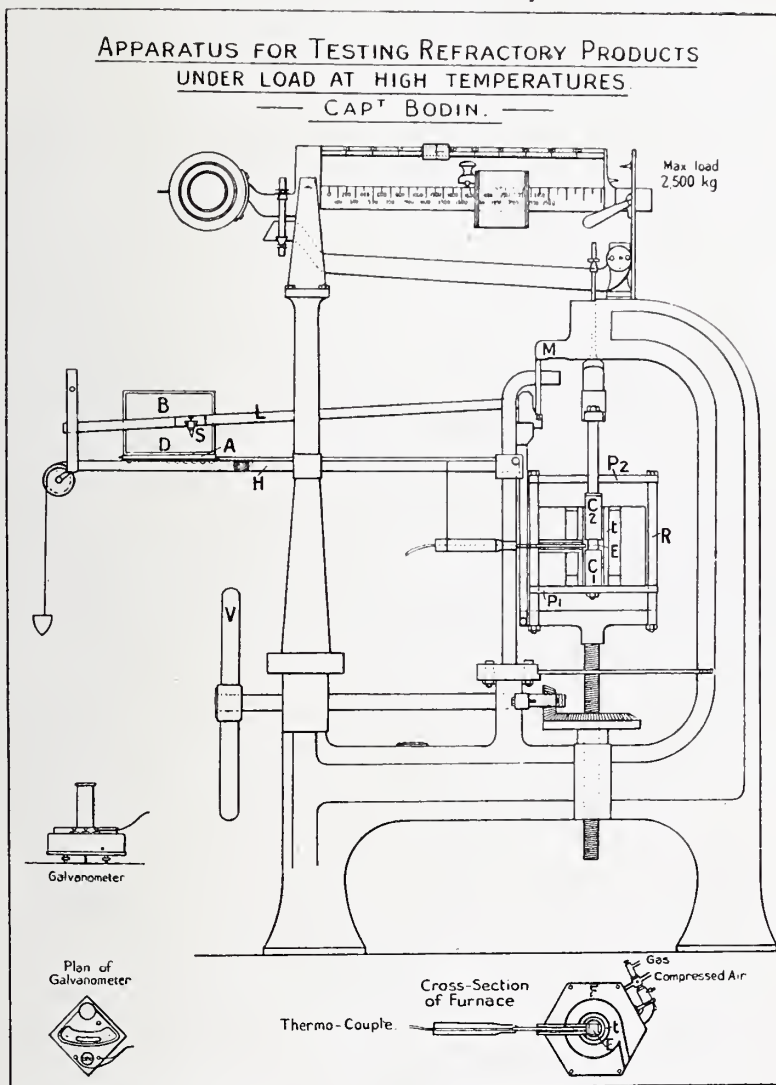 APPARATUS FOR TESTING REFRACTORY PRODUCTS
UNDER LOAD AT HIGH TEMPERATURES.
CAPT BODIN.
Max load
2,500 kg
M
B
L
S
D
A
H
P2
C2
t
R
E
C1
P1
V
Galvanometer
Plan of
Galvanometer
Cross-Section
of Furnace
Thermo-Couple.
Gas
Compressed Air
F
t
E